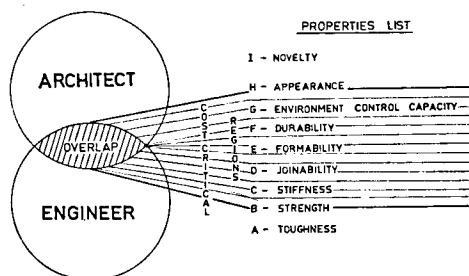 PROPERTIES LIST
I - NOVELTY
ARCHITECT
H - APPEARANCE
G - ENVIRONMENT CONTROL CAPACITY
F - DURABILITY
OVERLAP
E - FORMABILITY
D - JOINABILITY
C - STIFFNESS
ENGINEER
B - STRENGTH
A - TOUGHNESS
COST CRITICAL
REGIONS